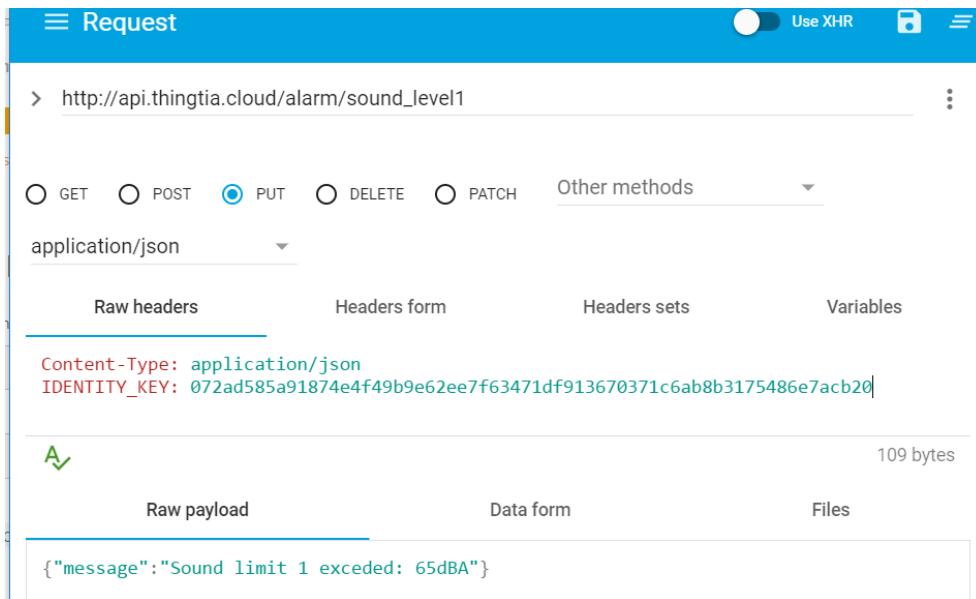 Request
Use XHR
http://api.thingtia.cloud/alarm/sound_level1
GET POST PUT DELETE PATCH Other methods
application/json
Raw headers Headers form Headers sets Variables
Content-Type: application/json
IDENTITY_KEY: 072ad585a91874e4f49b9e62ee7f63471df913670371c6ab8b3175486e7acb20
109 bytes
Raw payload Data form Files
{"message":"Sound limit 1 exceded: 65dBA"}